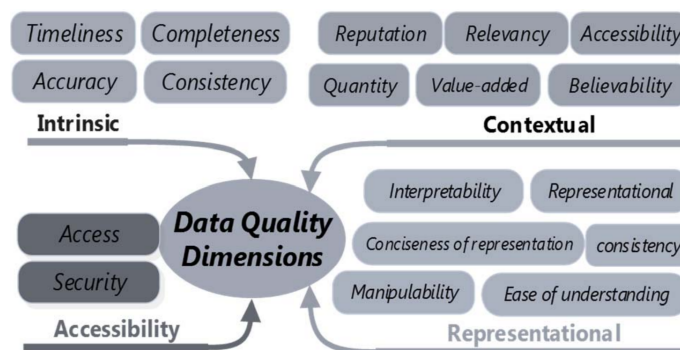 Timeliness
Completeness
Accuracy
Consistency
Intrinsic
Reputation
Relevancy
Accessibility
Quantity
Value-added
Believability
Contextual
Data Quality
Dimensions
Access
Security
Accessibility
Interpretability
Representational
Conciseness of representation
consistency
Manipulability
Ease of understanding
Representational